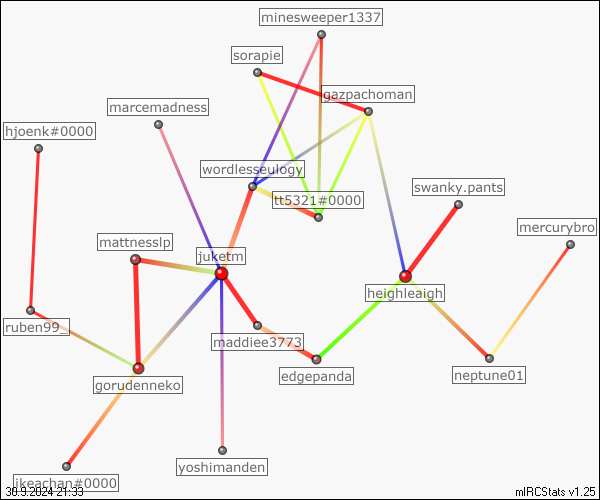 minesweeper1337
sorapie
gazpachoman
marcemadness
hjoenk#0000
wordlesseulogy
swanky.pants
tt5321#0000
mercurybro
mattnesslp
juketm
heighleaigh
ruben99_
maddiee3773
gorudenneko
edgepanda
neptune01
yoshimanden
ikeachan#0000
30.9.2024 21:33
mIRCStats v1.25